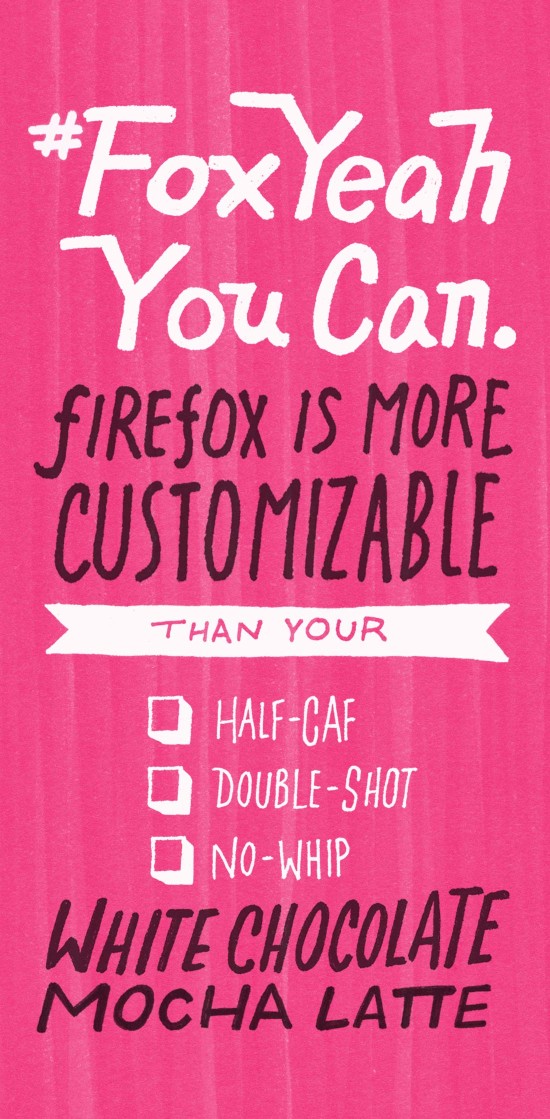 #FoxYeah
You Can.
FIREFOX IS MORE
CUSTOMIZABLE
THAN YOUR
HALF-CAF
DOUBLE-SHOT
NO-WHIP
WHITE CHOCOLATE
MOCHA LATTE